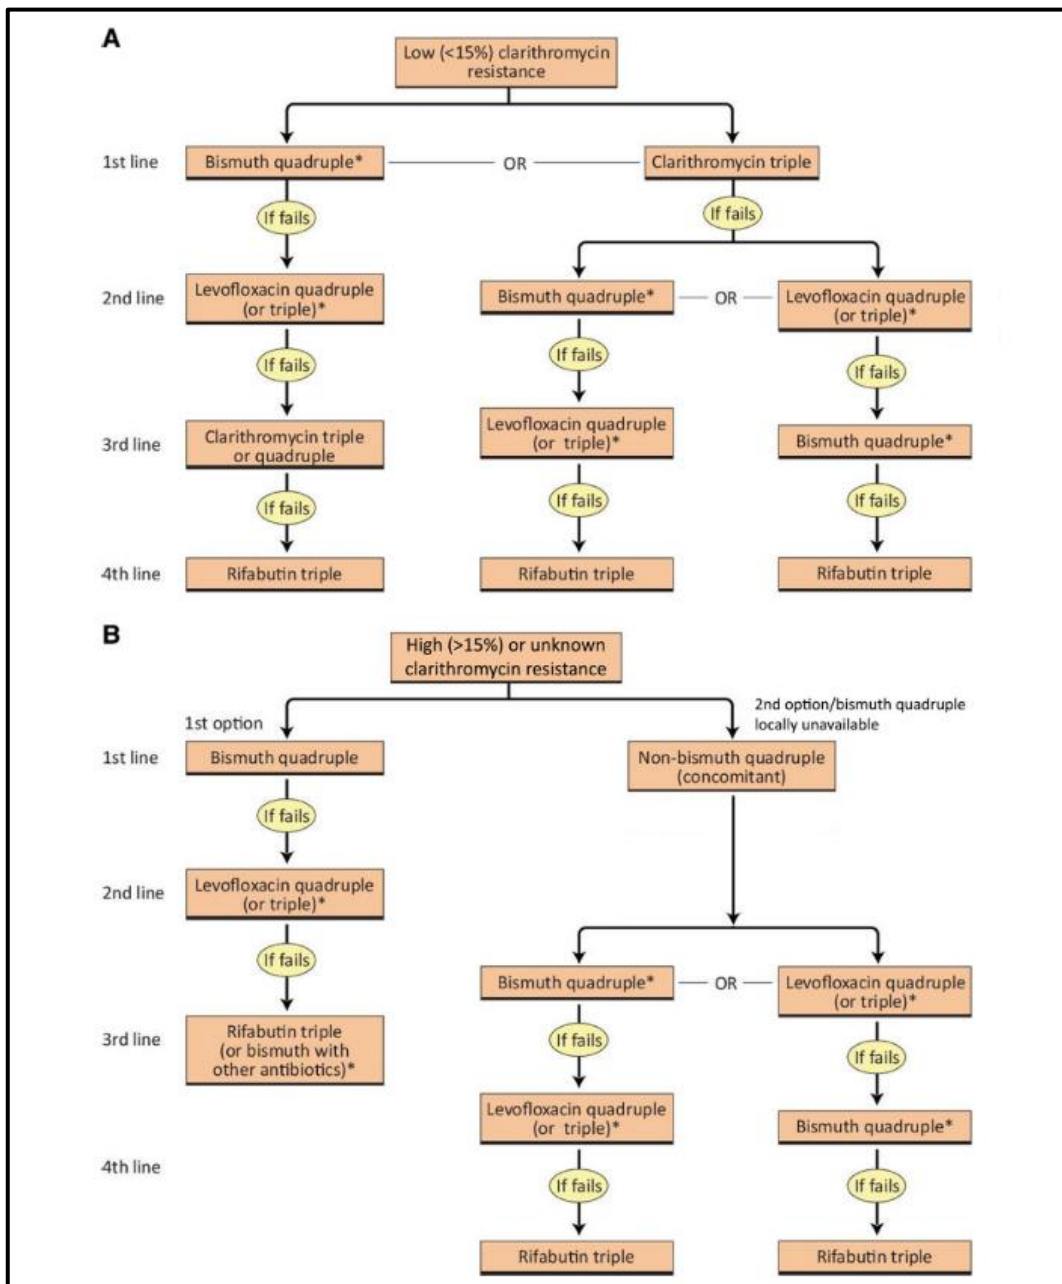 A
Low (<15%) clarithromycin
resistance
1st line
Bismuth quadruple*
OR
Clarithromycin triple
If fails
If fails
2nd line
Levofloxacin quadruple
(or triple)*
Bismuth quadruple*
OR
Levofloxacin quadruple
(or triple)*
If fails
If fails
If fails
3rd line
Clarithromycin triple
or quadruple
Levofloxacin quadruple
(or triple)*
Bismuth quadruple*
If fails
If fails
If fails
4th line
Rifabutin triple
Rifabutin triple
Rifabutin triple
B
High (>15%) or unknown
clarithromycin resistance
1st option
2nd option/bismuth quadruple
locally unavailable
1st line
Bismuth quadruple
Non-bismuth quadruple
(concomitant)
If fails
2nd line
Levofloxacin quadruple
(or triple)*
If fails
Bismuth quadruple*
OR
Levofloxacin quadruple
(or triple)*
3rd line
Rifabutin triple
(or bismuth with
other antibiotics)*
If fails
If fails
Levofloxacin quadruple
(or triple)*
Bismuth quadruple*
4th line
If fails
If fails
Rifabutin triple
Rifabutin triple